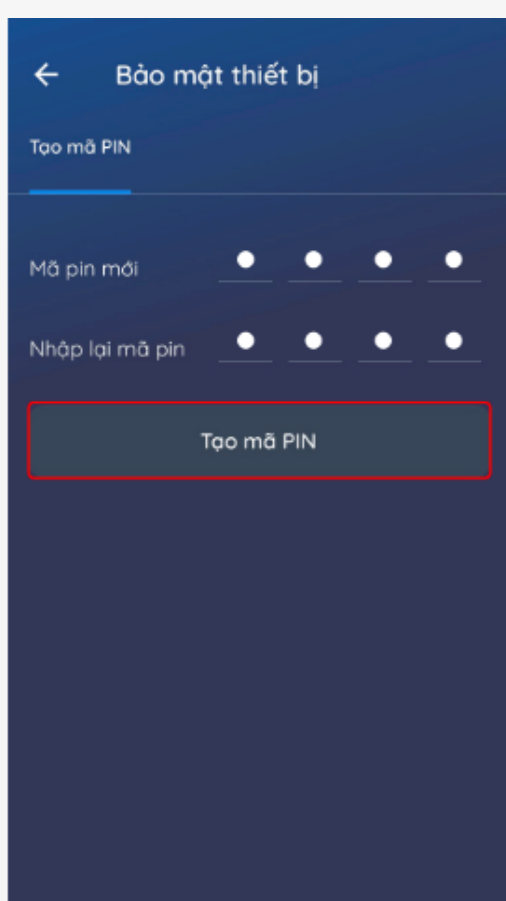 Bảo mật thiết bị
Tạo mã PIN
Mã pin mới
Nhập lại mã pin
Tạo mã PIN